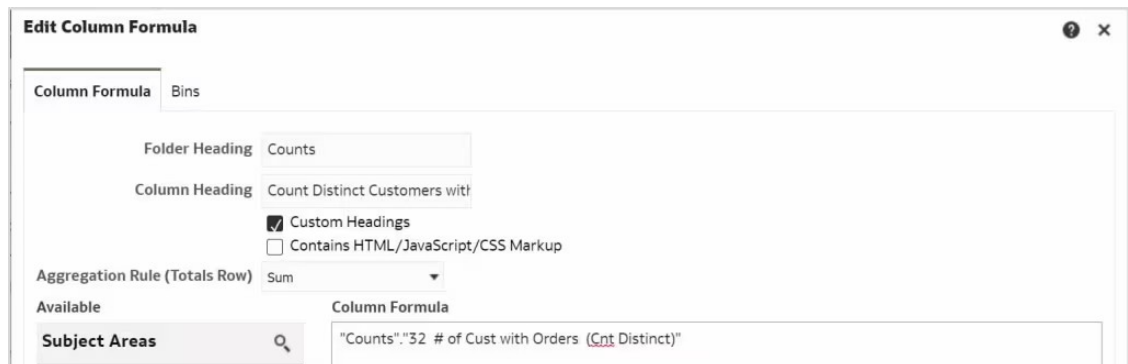 Edit Column Formula
Column Formula Bins
Folder Heading Counts
Column Heading Count Distinct Customers with
Custom Headings
Contains HTML/JavaScript/CSS Markup
Aggregation Rule (Totals Row) Sum
Available Column Formula
Subject Areas "Counts"."32  # of Cust with Orders  (Cnt Distinct)"